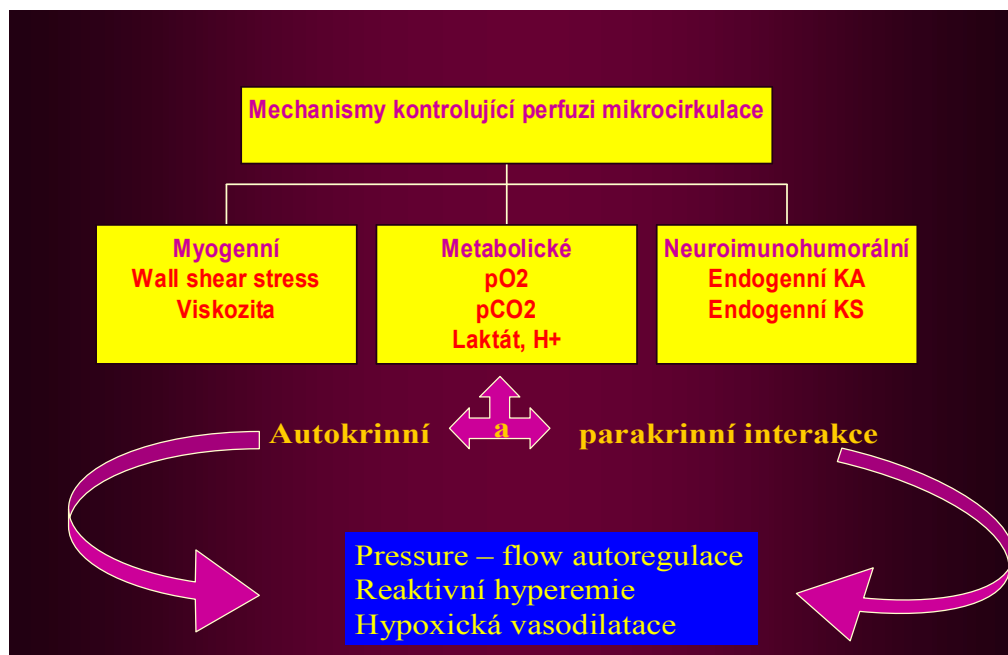 Mechanismy kontrolující perfuzi mikrocirkulace
Myogenní
Wall shear stress
Viskozita
Metabolické
pO2
pCO2
Laktát, H+
Neuroimunohumorální
Endogenní KA
Endogenní KS
Autokrinní a parakrinní interakce
Pressure – flow autoregulace
Reaktivní hyperemie
Hypoxická vasodilatace